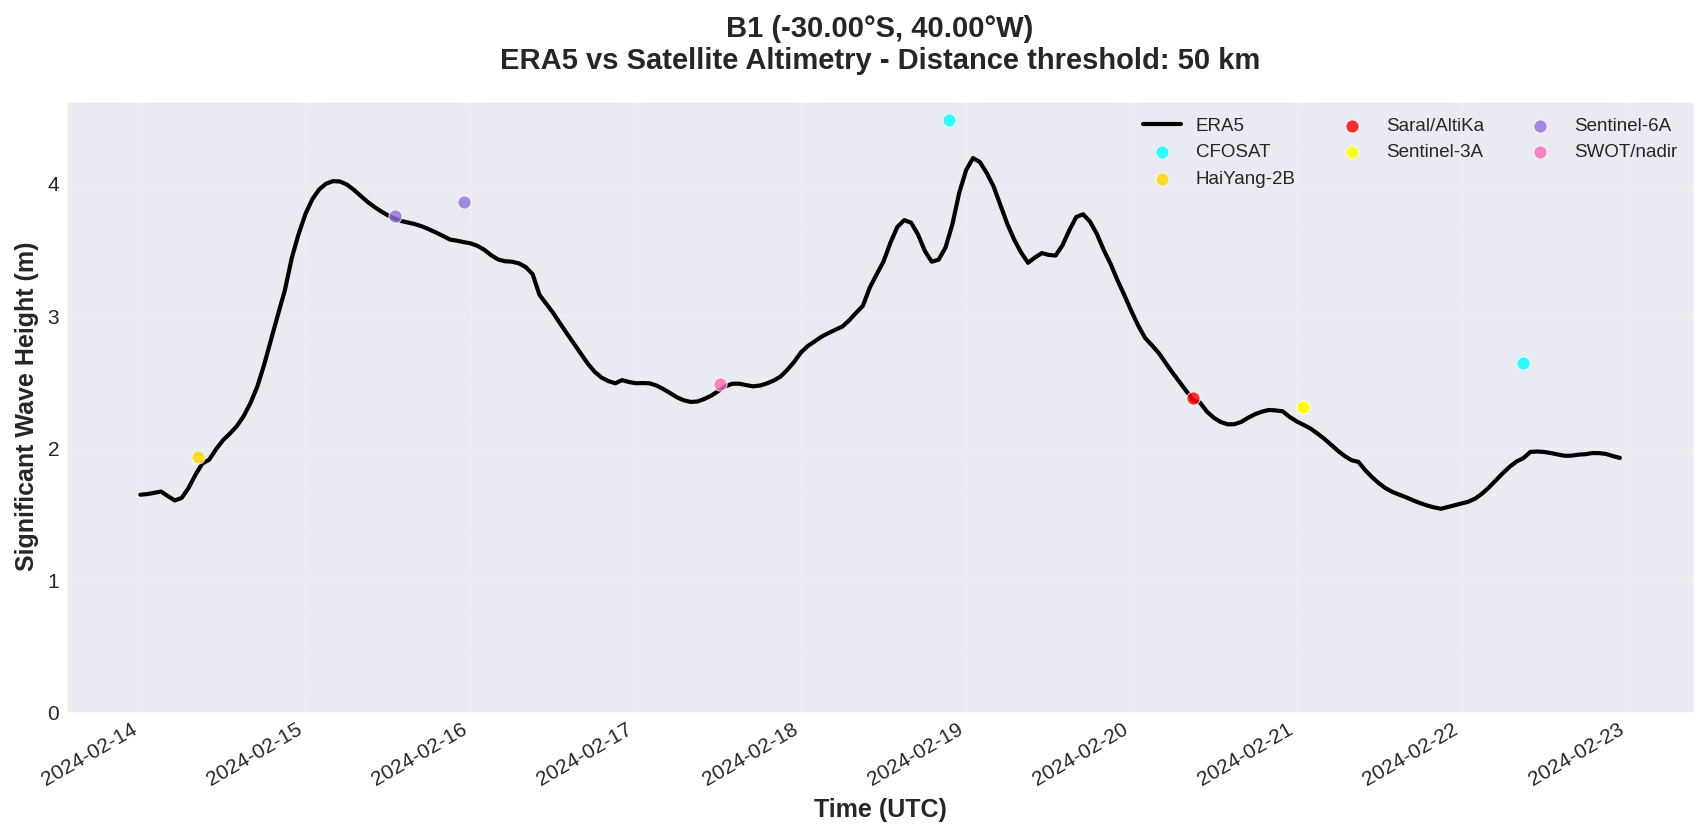 B1 (-30.00°S, 40.00°W)
ERA5 vs Satellite Altimetry - Distance threshold: 50 km
ERA5
CFOSAT
HaiYang-2B
Saral/AltiKa
Sentinel-3A
Sentinel-6A
SWOT/nadir
Significant Wave Height (m)
4
3
2
1
0
2024-02-14
2024-02-15
2024-02-16
2024-02-17
2024-02-18
2024-02-19
2024-02-20
2024-02-21
2024-02-22
2024-02-23
Time (UTC)